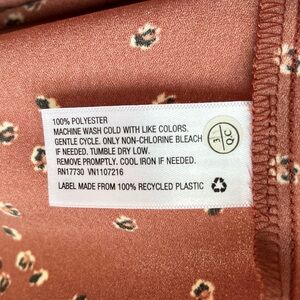 100% POLYESTER
MACHINE WASH COLD WITH LIKE COLORS.
GENTLE CYCLE. ONLY NON-CHLORINE BLEACH
IF NEEDED. TUMBLE DRY LOW.
REMOVE PROMPTLY. COOL IRON IF NEEDED.
RN17730 VN1107216
LABEL MADE FROM 100% RECYCLED PLASTIC
QC